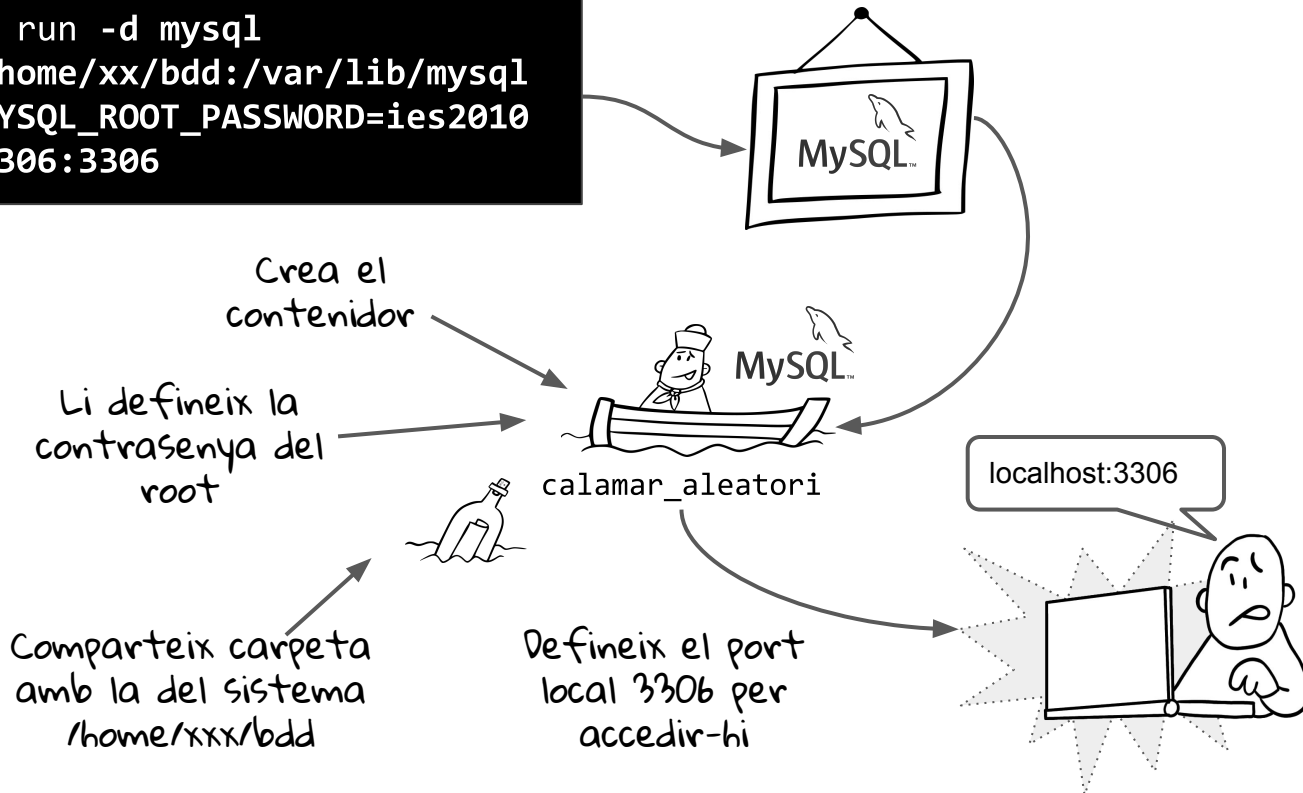 run -d mysql
home/xx/bdd:/var/lib/mysql
YSQL_ROOT_PASSWORD=ies2010
306:3306
MySQL™
Crea el
contenidor
MySQL™
Li defineix la
contrasenya del
root
calamar_aleatori
localhost:3306
Comparteix carpeta
amb la del sistema
/home/xxx/bdd
Defineix el port
local 3306 per
accedir-hi